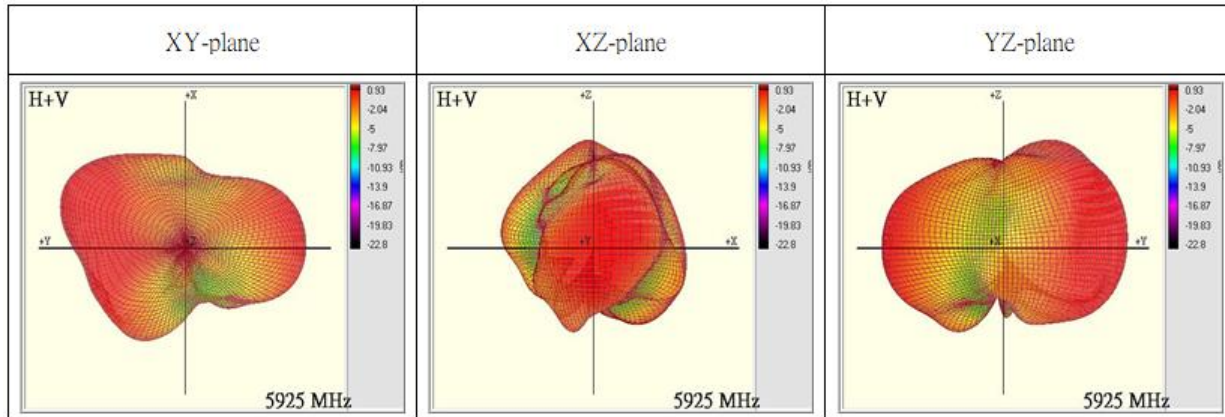 XY-plane
XZ-plane
YZ-plane
H+V
+X
0.93
-2.04
-5
-7.97
-10.93
-13.9
-16.87
-19.83
-22.8
+Y
+Z
5925 MHz
H+V
+Z
0.93
-2.04
-5
-7.97
-10.93
-13.9
-16.87
-19.83
-22.8
+Y
+X
5925 MHz
H+V
+Z
0.93
-2.04
-5
-7.97
-10.93
-13.9
-16.87
-19.83
-22.8
+X
+Y
5925 MHz